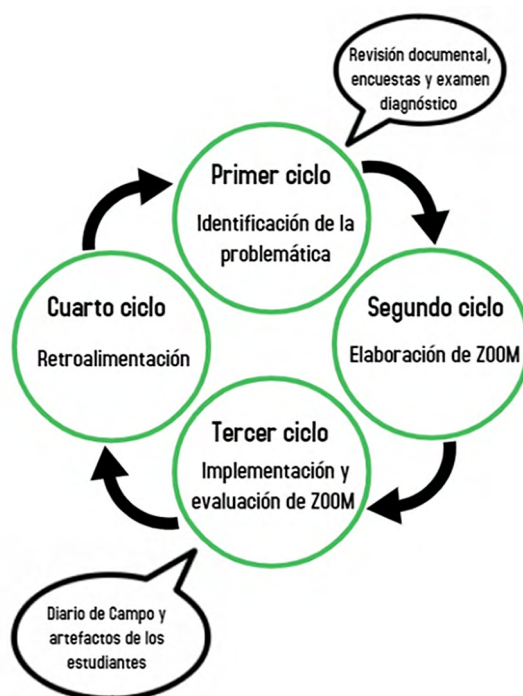 Revisión documental,
encuestas y examen
diagnóstico
Primer ciclo
Identificación de la
problemática
Segundo ciclo
Elaboración de ZOOM
Tercer ciclo
Implementación y
evaluación de ZOOM
Cuarto ciclo
Retroalimentación
Diario de Campo y
artefactos de los
estudiantes